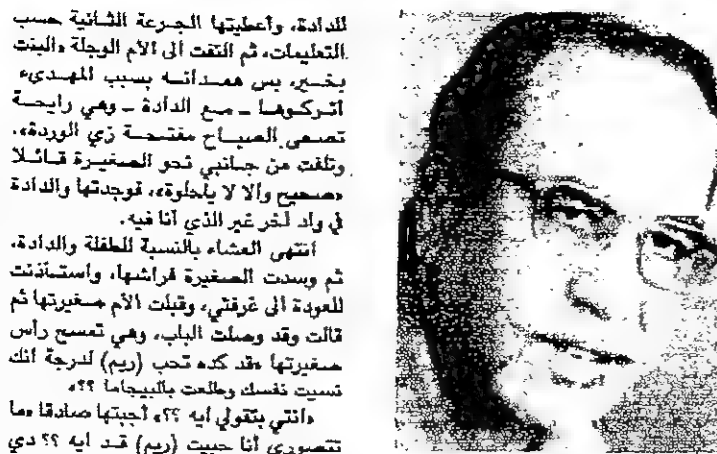 للدادة، وأعطيتها الجرعة الثانية حسب
التعليمات، ثم التفت الى الأم الوجلة «البنت
بخير، بس همدانه بسبب المهدىء
اتركوها ـ مع الدادة ـ وهي رايحة
تصحى الصباح مفتحة زي الوردة».
وتلفت من جانبي نحو الصغيرة قائلا
«صحيح والا لا ياحلوة»، فوجدتها والدادة
في واد آخر غير الذي أنا فيه.
انتهى العشاء بالنسبة للطفلة والدادة،
ثم وسدت الصغيرة فراشها، واستأذنت
للعودة الى غرفتي، وقبلت الأم صغيرتها ثم
قالت وقد وصلت الباب، وهي تمسح رأس
صغيرتها «قد كده تحب (ريم) لدرجة انك
نسيت نفسك وطلعت بالبيجاما ؟؟»
«انتي بتقولي ايه ؟؟» أجبتها صادقا «ما
تتصوري أنا حبيت (ريم) قد ايه ؟؟ دي